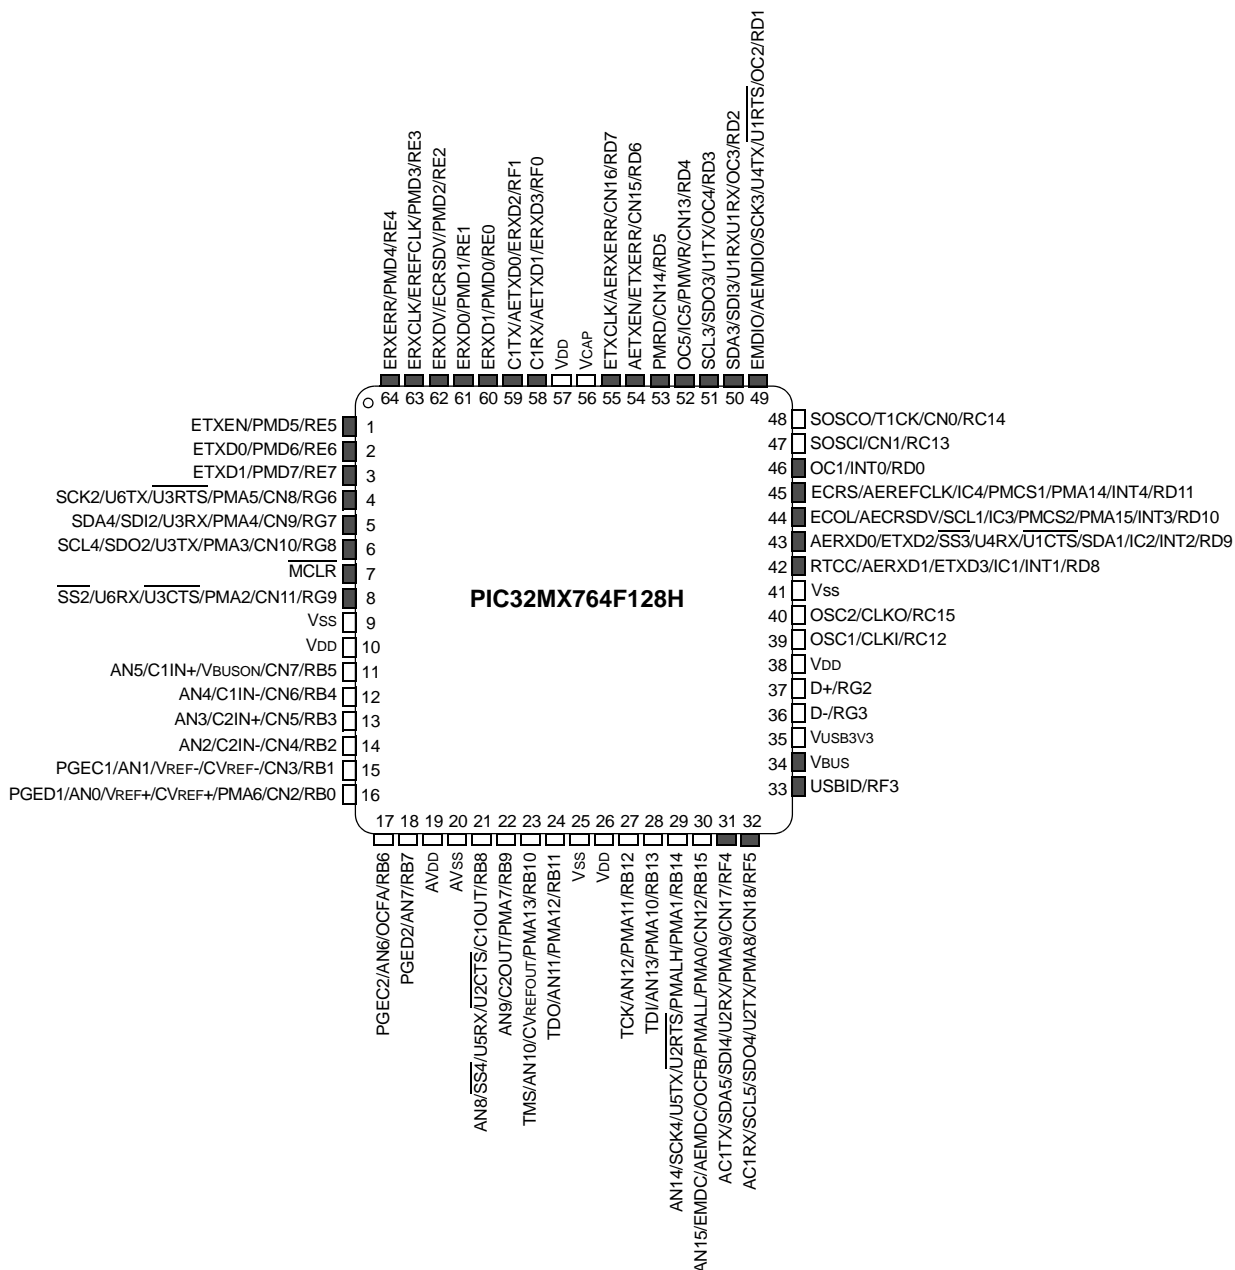 ERXERR/PMD4/RE4
ERXCLK/EREFCLK/PMD3/RE3
ERXDV/ECRSDV/PMD2/RE2
ERXD0/PMD1/RE1
ERXD1/PMD0/RE0
C1TX/AETXD0/ERXD2/RF1
C1RX/AETXD1/ERXD3/RF0
VDD
VCAP
ETXCLK/AERXERR/CN16/RD7
AETXEN/ETXERR/CN15/RD6
PMRD/CN14/RD5
OC5/IC5/PMWR/CN13/RD4
SCL3/SDO3/U1TX/OC4/RD3
SDA3/SDI3/U1RXU1RX/OC3/RD2
EMDIO/AEMDIO/SCK3/U4TX/U1RTS/OC2/RD1
64 63 62 61 60 59 58 57 56 55 54 53 52 51 50 49
ETXEN/PMD5/RE5 1
ETXD0/PMD6/RE6 2
ETXD1/PMD7/RE7 3
SCK2/U6TX/U3RTS/PMA5/CN8/RG6 4
SDA4/SDI2/U3RX/PMA4/CN9/RG7 5
SCL4/SDO2/U3TX/PMA3/CN10/RG8 6
MCLR 7
SS2/U6RX/U3CTS/PMA2/CN11/RG9 8
VSS 9
VDD 10
AN5/C1IN+/VBUSON/CN7/RB5 11
AN4/C1IN-/CN6/RB4 12
AN3/C2IN+/CN5/RB3 13
AN2/C2IN-/CN4/RB2 14
PGEC1/AN1/VREF-/CVREF-/CN3/RB1 15
PGED1/AN0/VREF+/CVREF+/PMA6/CN2/RB0 16
PIC32MX764F128H
48 SOSCO/T1CK/CN0/RC14
47 SOSCI/CN1/RC13
46 OC1/INT0/RD0
45 ECRS/AEREFCLK/IC4/PMCS1/PMA14/INT4/RD11
44 ECOL/AECRSDV/SCL1/IC3/PMCS2/PMA15/INT3/RD10
43 AERXD0/ETXD2/SS3/U4RX/U1CTS/SDA1/IC2/INT2/RD9
42 RTCC/AERXD1/ETXD3/IC1/INT1/RD8
41 Vss
40 OSC2/CLKO/RC15
39 OSC1/CLKI/RC12
38 VDD
37 D+/RG2
36 D-/RG3
35 VUSB3V3
34 VBUS
33 USBID/RF3
17 18 19 20 21 22 23 24 25 26 27 28 29 30 31 32
PGEC2/AN6/OCFA/RB6
PGED2/AN7/RB7
AVDD
AVSS
AN8/SS4/U5RX/U2CTS/C1OUT/RB8
AN9/C2OUT/PMA7/RB9
TMS/AN10/CVREFOUT/PMA13/RB10
TDO/AN11/PMA12/RB11
VSS
VDD
TCK/AN12/PMA11/RB12
TDI/AN13/PMA10/RB13
AN14/SCK4/U5TX/U2RTS/PMALH/PMA1/RB14
AN15/EMDC/AEMDC/OCFB/PMALL/PMA0/CN12/RB15
AC1TX/SDA5/SDI4/U2RX/PMA9/CN17/RF4
AC1RX/SCL5/SDO4/U2TX/PMA8/CN18/RF5